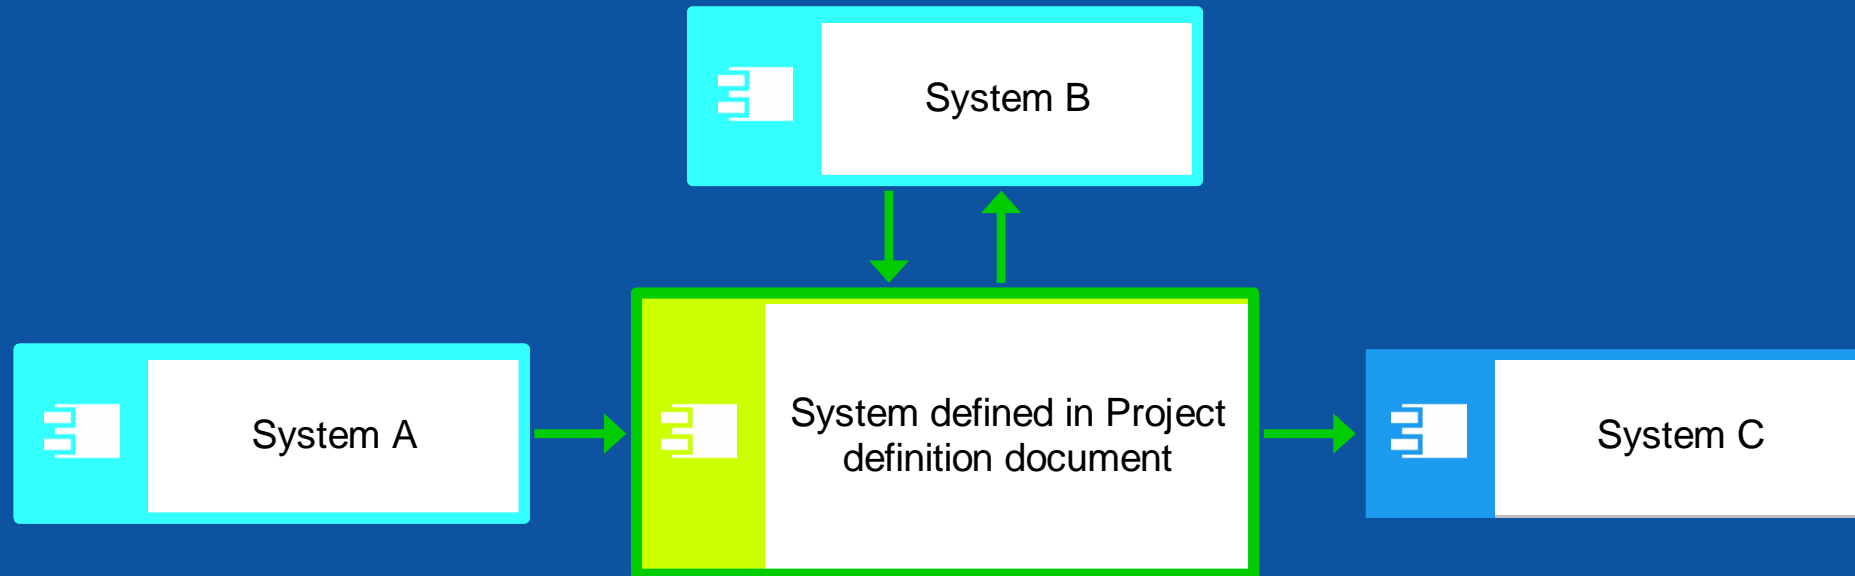 System B
System A
System defined in Project
definition document
System C